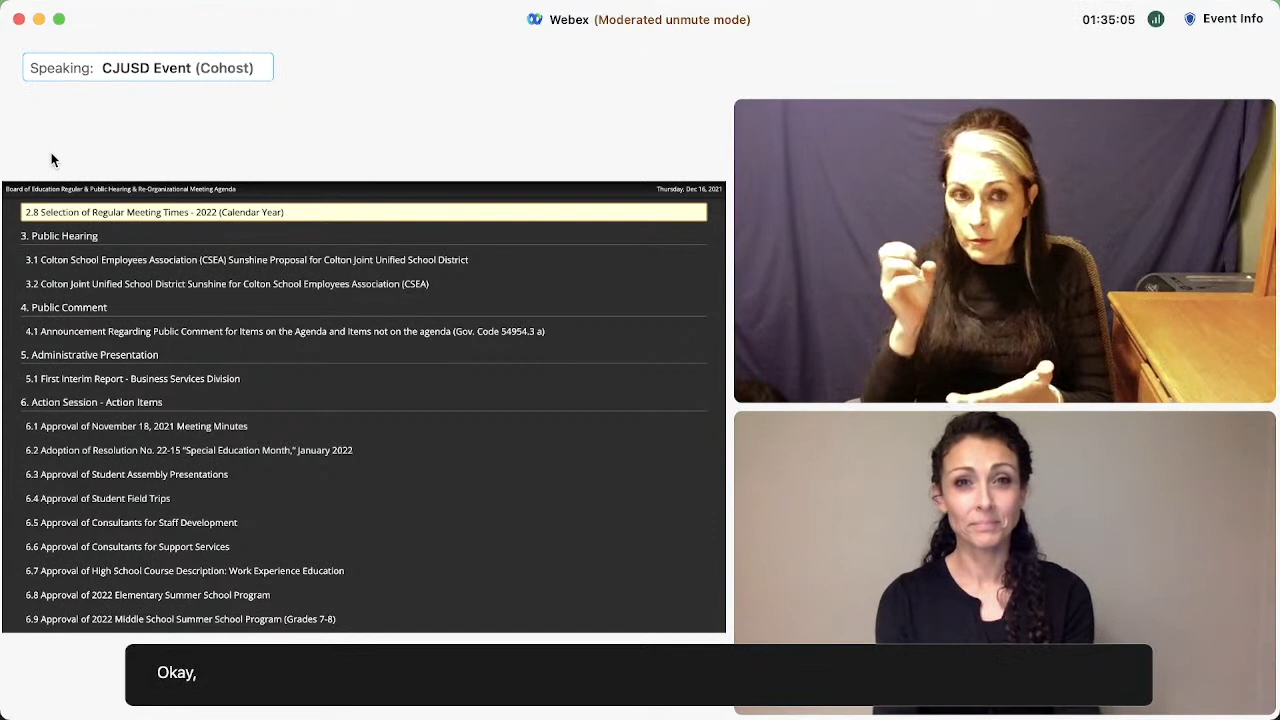 Webex (Moderated unmute mode)
01:35:05
Event Info
Speaking: CJUSD Event (Cohost)
Board of Education Regular & Public Hearing & Re-Organizational Meeting Agenda
Thursday, Dec 16, 2021
2.8 Selection of Regular Meeting Times - 2022 (Calendar Year)
3. Public Hearing
3.1 Colton School Employees Association (CSEA) Sunshine Proposal for Colton Joint Unified School District
3.2 Colton Joint Unified School District Sunshine for Colton School Employees Association (CSEA)
4. Public Comment
4.1 Announcement Regarding Public Comment for Items on the Agenda and Items not on the agenda (Gov. Code 54954.3 a)
5. Administrative Presentation
5.1 First Interim Report - Business Services Division
6. Action Session - Action Items
6.1 Approval of November 18, 2021 Meeting Minutes
6.2 Adoption of Resolution No. 22-15 “Special Education Month,” January 2022
6.3 Approval of Student Assembly Presentations
6.4 Approval of Student Field Trips
6.5 Approval of Consultants for Staff Development
6.6 Approval of Consultants for Support Services
6.7 Approval of High School Course Description: Work Experience Education
6.8 Approval of 2022 Elementary Summer School Program
6.9 Approval of 2022 Middle School Summer School Program (Grades 7-8)
Okay,